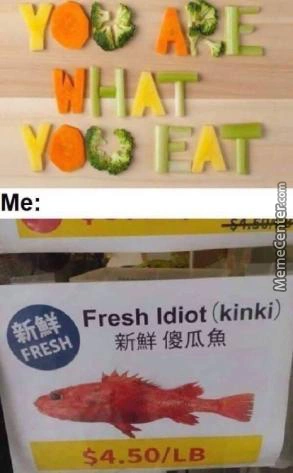 YOU ARE
WHAT
YOU EAT
Me:
MemeCenter.com
新鮮
FRESH
Fresh Idiot (kinki)
新鮮 傻瓜魚
$4.50/LB